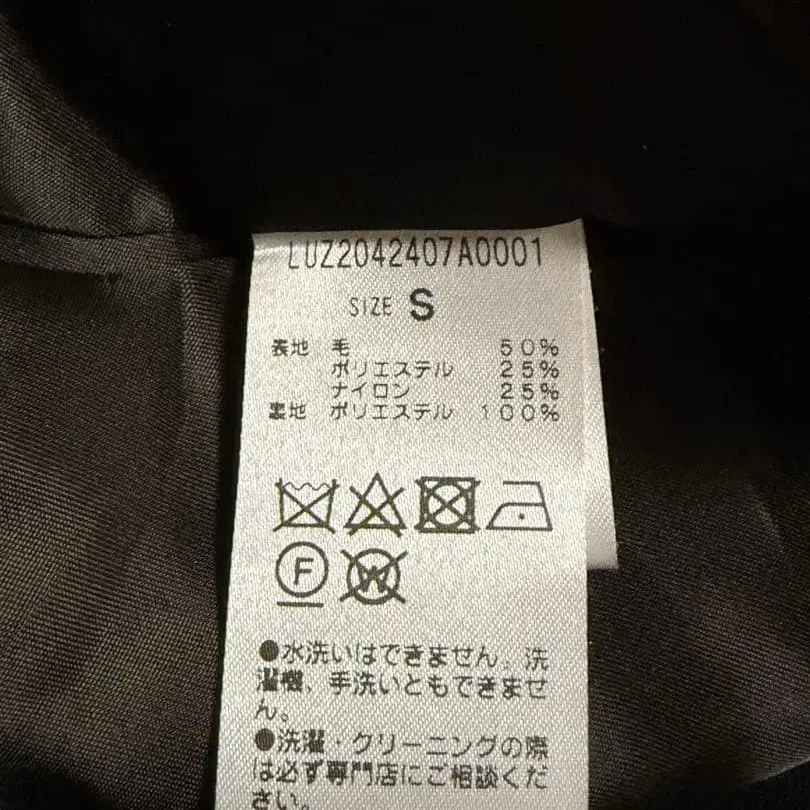 LUZ2042407A0001
SIZE S
表地 毛 50%
ポリエステル 25%
ナイロン 25%
裏地 ポリエステル 100%
F W
●水洗いはできません。洗
濯機、手洗いともできませ
ん。
●洗濯・クリーニングの際
は必ず専門店にご相談くだ
さい。